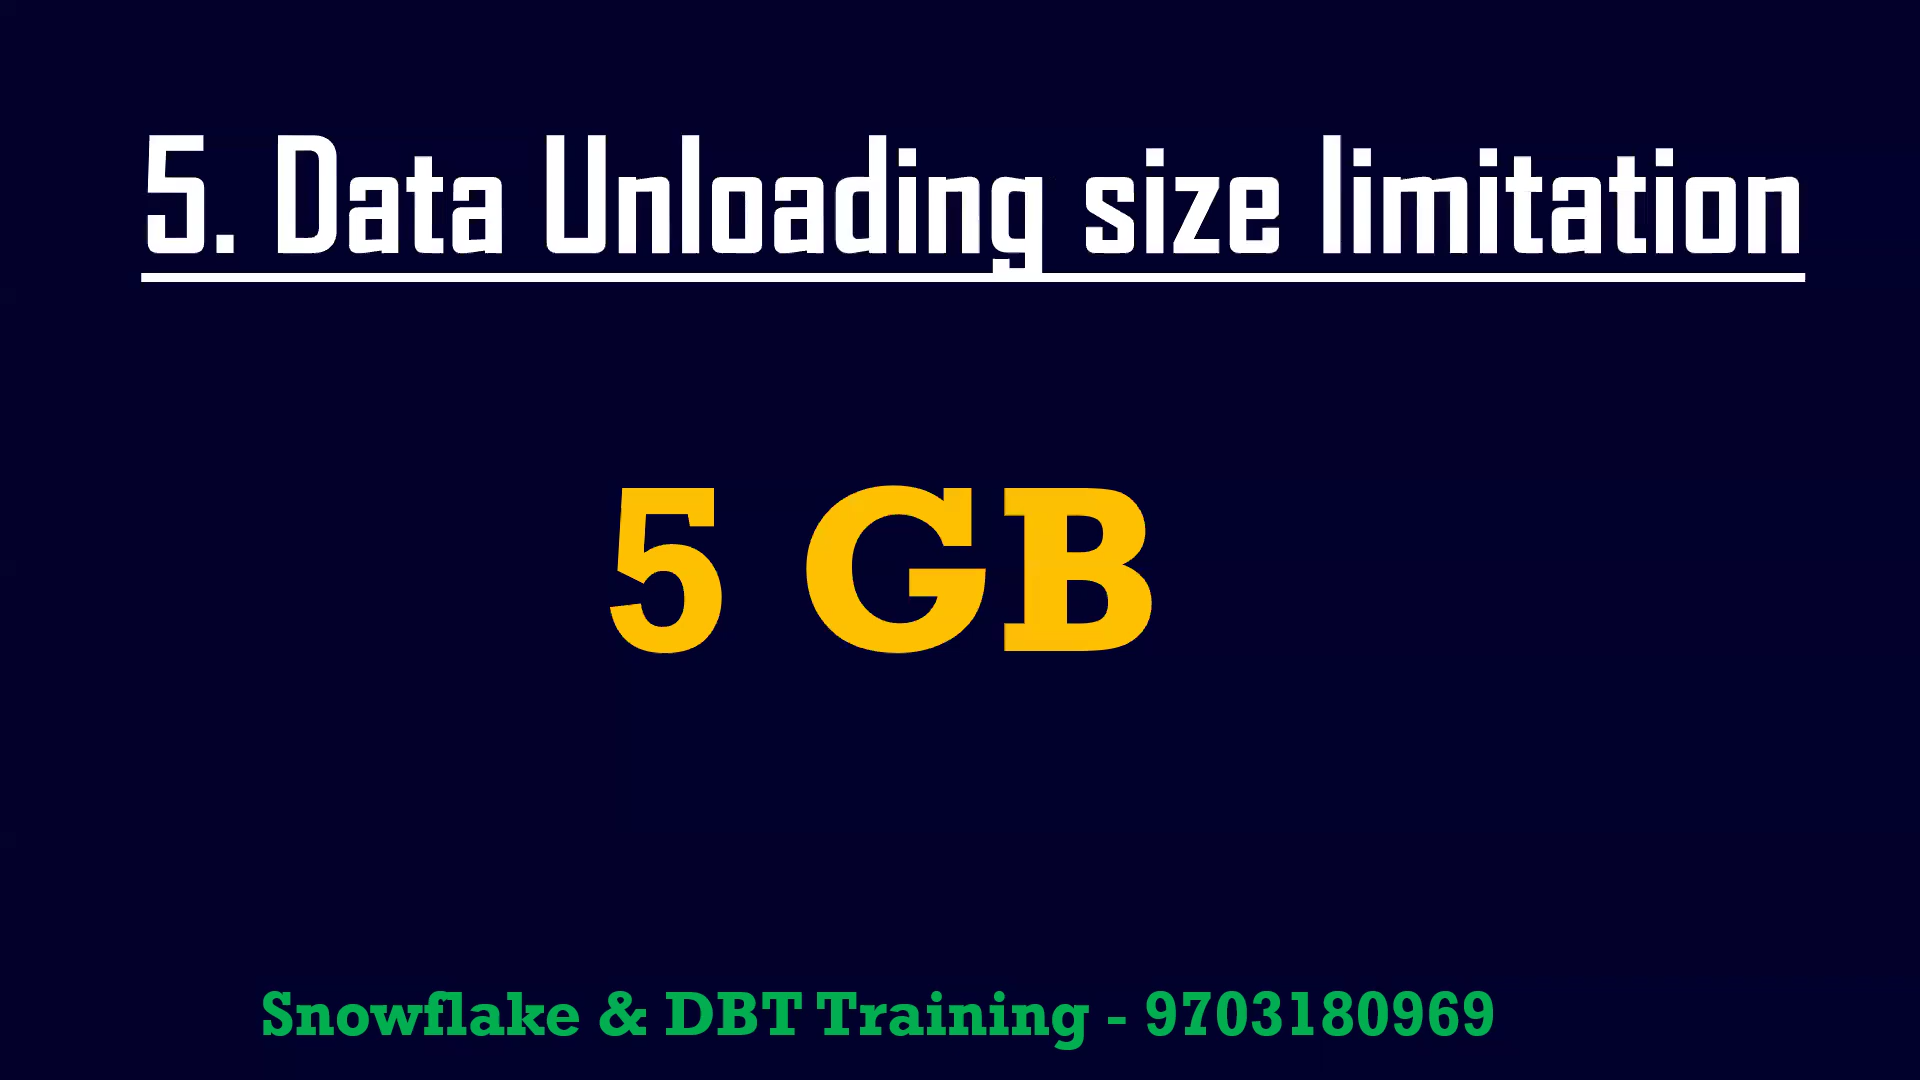 5. Data Unloading size limitation
5 GB
Snowflake & DBT Training - 9703180969